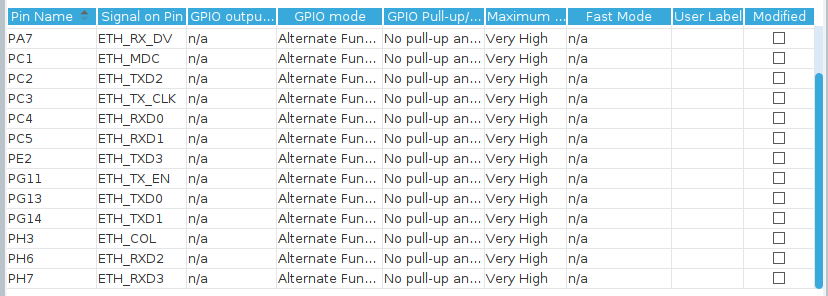 Pin Name Signal on Pin GPIO outpu... GPIO mode GPIO Pull-up/... Maximum ... Fast Mode User Label Modified
PA7 ETH_RX_DV n/a Alternate Fun... No pull-up an... Very High n/a
PC1 ETH_MDC n/a Alternate Fun... No pull-up an... Very High n/a
PC2 ETH_TXD2 n/a Alternate Fun... No pull-up an... Very High n/a
PC3 ETH_TX_CLK n/a Alternate Fun... No pull-up an... Very High n/a
PC4 ETH_RXD0 n/a Alternate Fun... No pull-up an... Very High n/a
PC5 ETH_RXD1 n/a Alternate Fun... No pull-up an... Very High n/a
PE2 ETH_TXD3 n/a Alternate Fun... No pull-up an... Very High n/a
PG11 ETH_TX_EN n/a Alternate Fun... No pull-up an... Very High n/a
PG13 ETH_TXD0 n/a Alternate Fun... No pull-up an... Very High n/a
PG14 ETH_TXD1 n/a Alternate Fun... No pull-up an... Very High n/a
PH3 ETH_COL n/a Alternate Fun... No pull-up an... Very High n/a
PH6 ETH_RXD2 n/a Alternate Fun... No pull-up an... Very High n/a
PH7 ETH_RXD3 n/a Alternate Fun... No pull-up an... Very High n/a